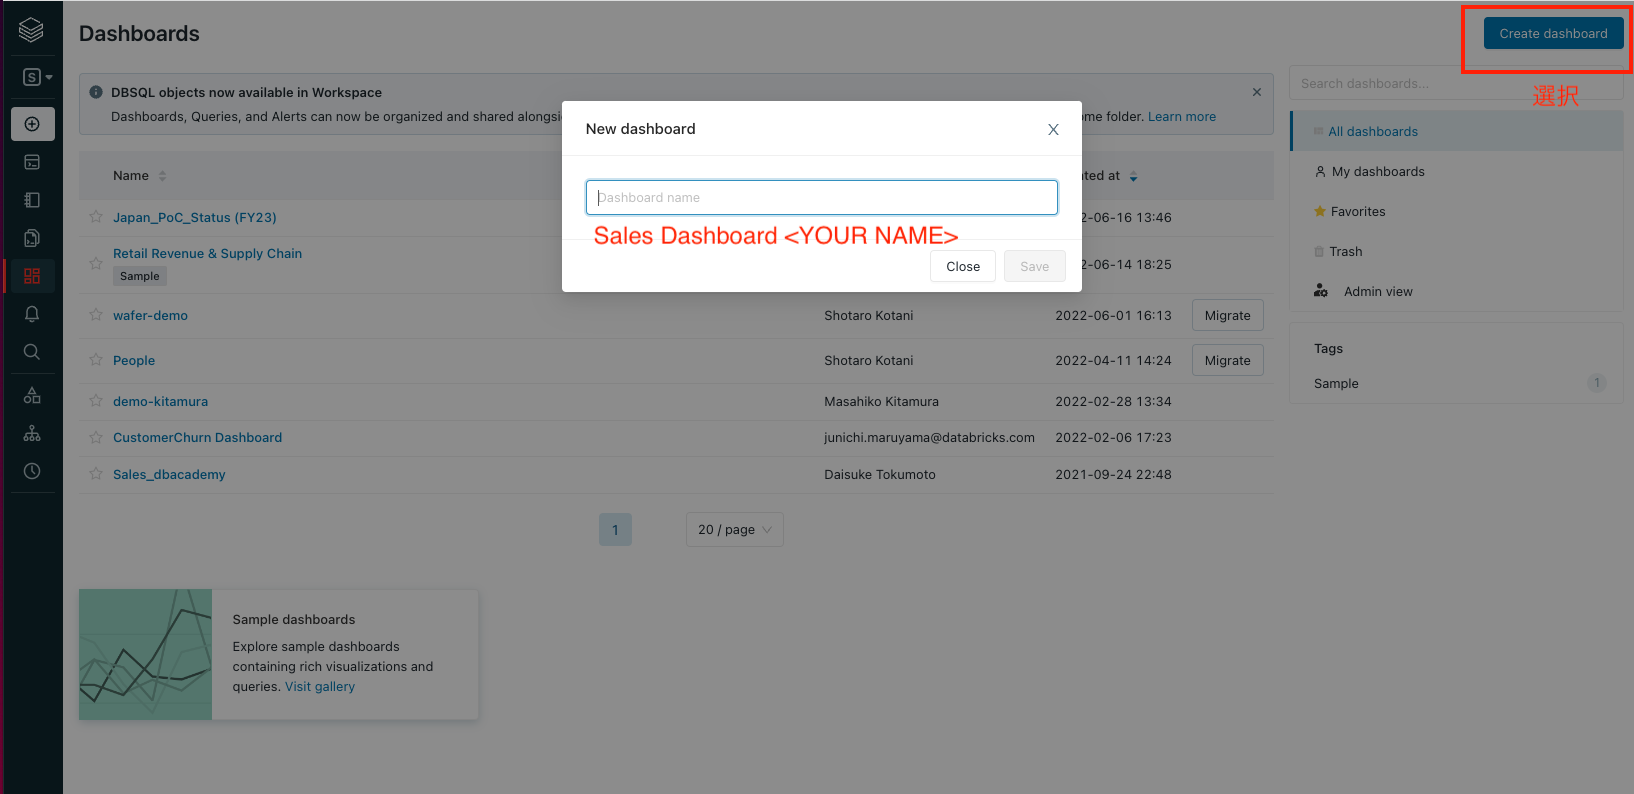 Dashboards
Create dashboard
選択
S
DBSQL objects now available in Workspace
Dashboards, Queries, and Alerts can now be organized and shared alongsi
ome folder. Learn more
Search dashboards...
New dashboard
Dashboard name
Sales Dashboard <YOUR NAME>
Close
Save
Name
ted at
Japan_PoC_Status (FY23)
2-06-16 13:46
Retail Revenue & Supply Chain
Sample
2-06-14 18:25
wafer-demo Shotaro Kotani 2022-06-01 16:13 Migrate
People Shotaro Kotani 2022-04-11 14:24 Migrate
demo-kitamura Masahiko Kitamura 2022-02-28 13:34
CustomerChurn Dashboard junichi.maruyama@databricks.com 2022-02-06 17:23
Sales_dbacademy Daisuke Tokumoto 2021-09-24 22:48
1
20 / page
All dashboards
My dashboards
Favorites
Trash
Admin view
Tags
Sample 1
Sample dashboards
Explore sample dashboards
containing rich visualizations and
queries. Visit gallery